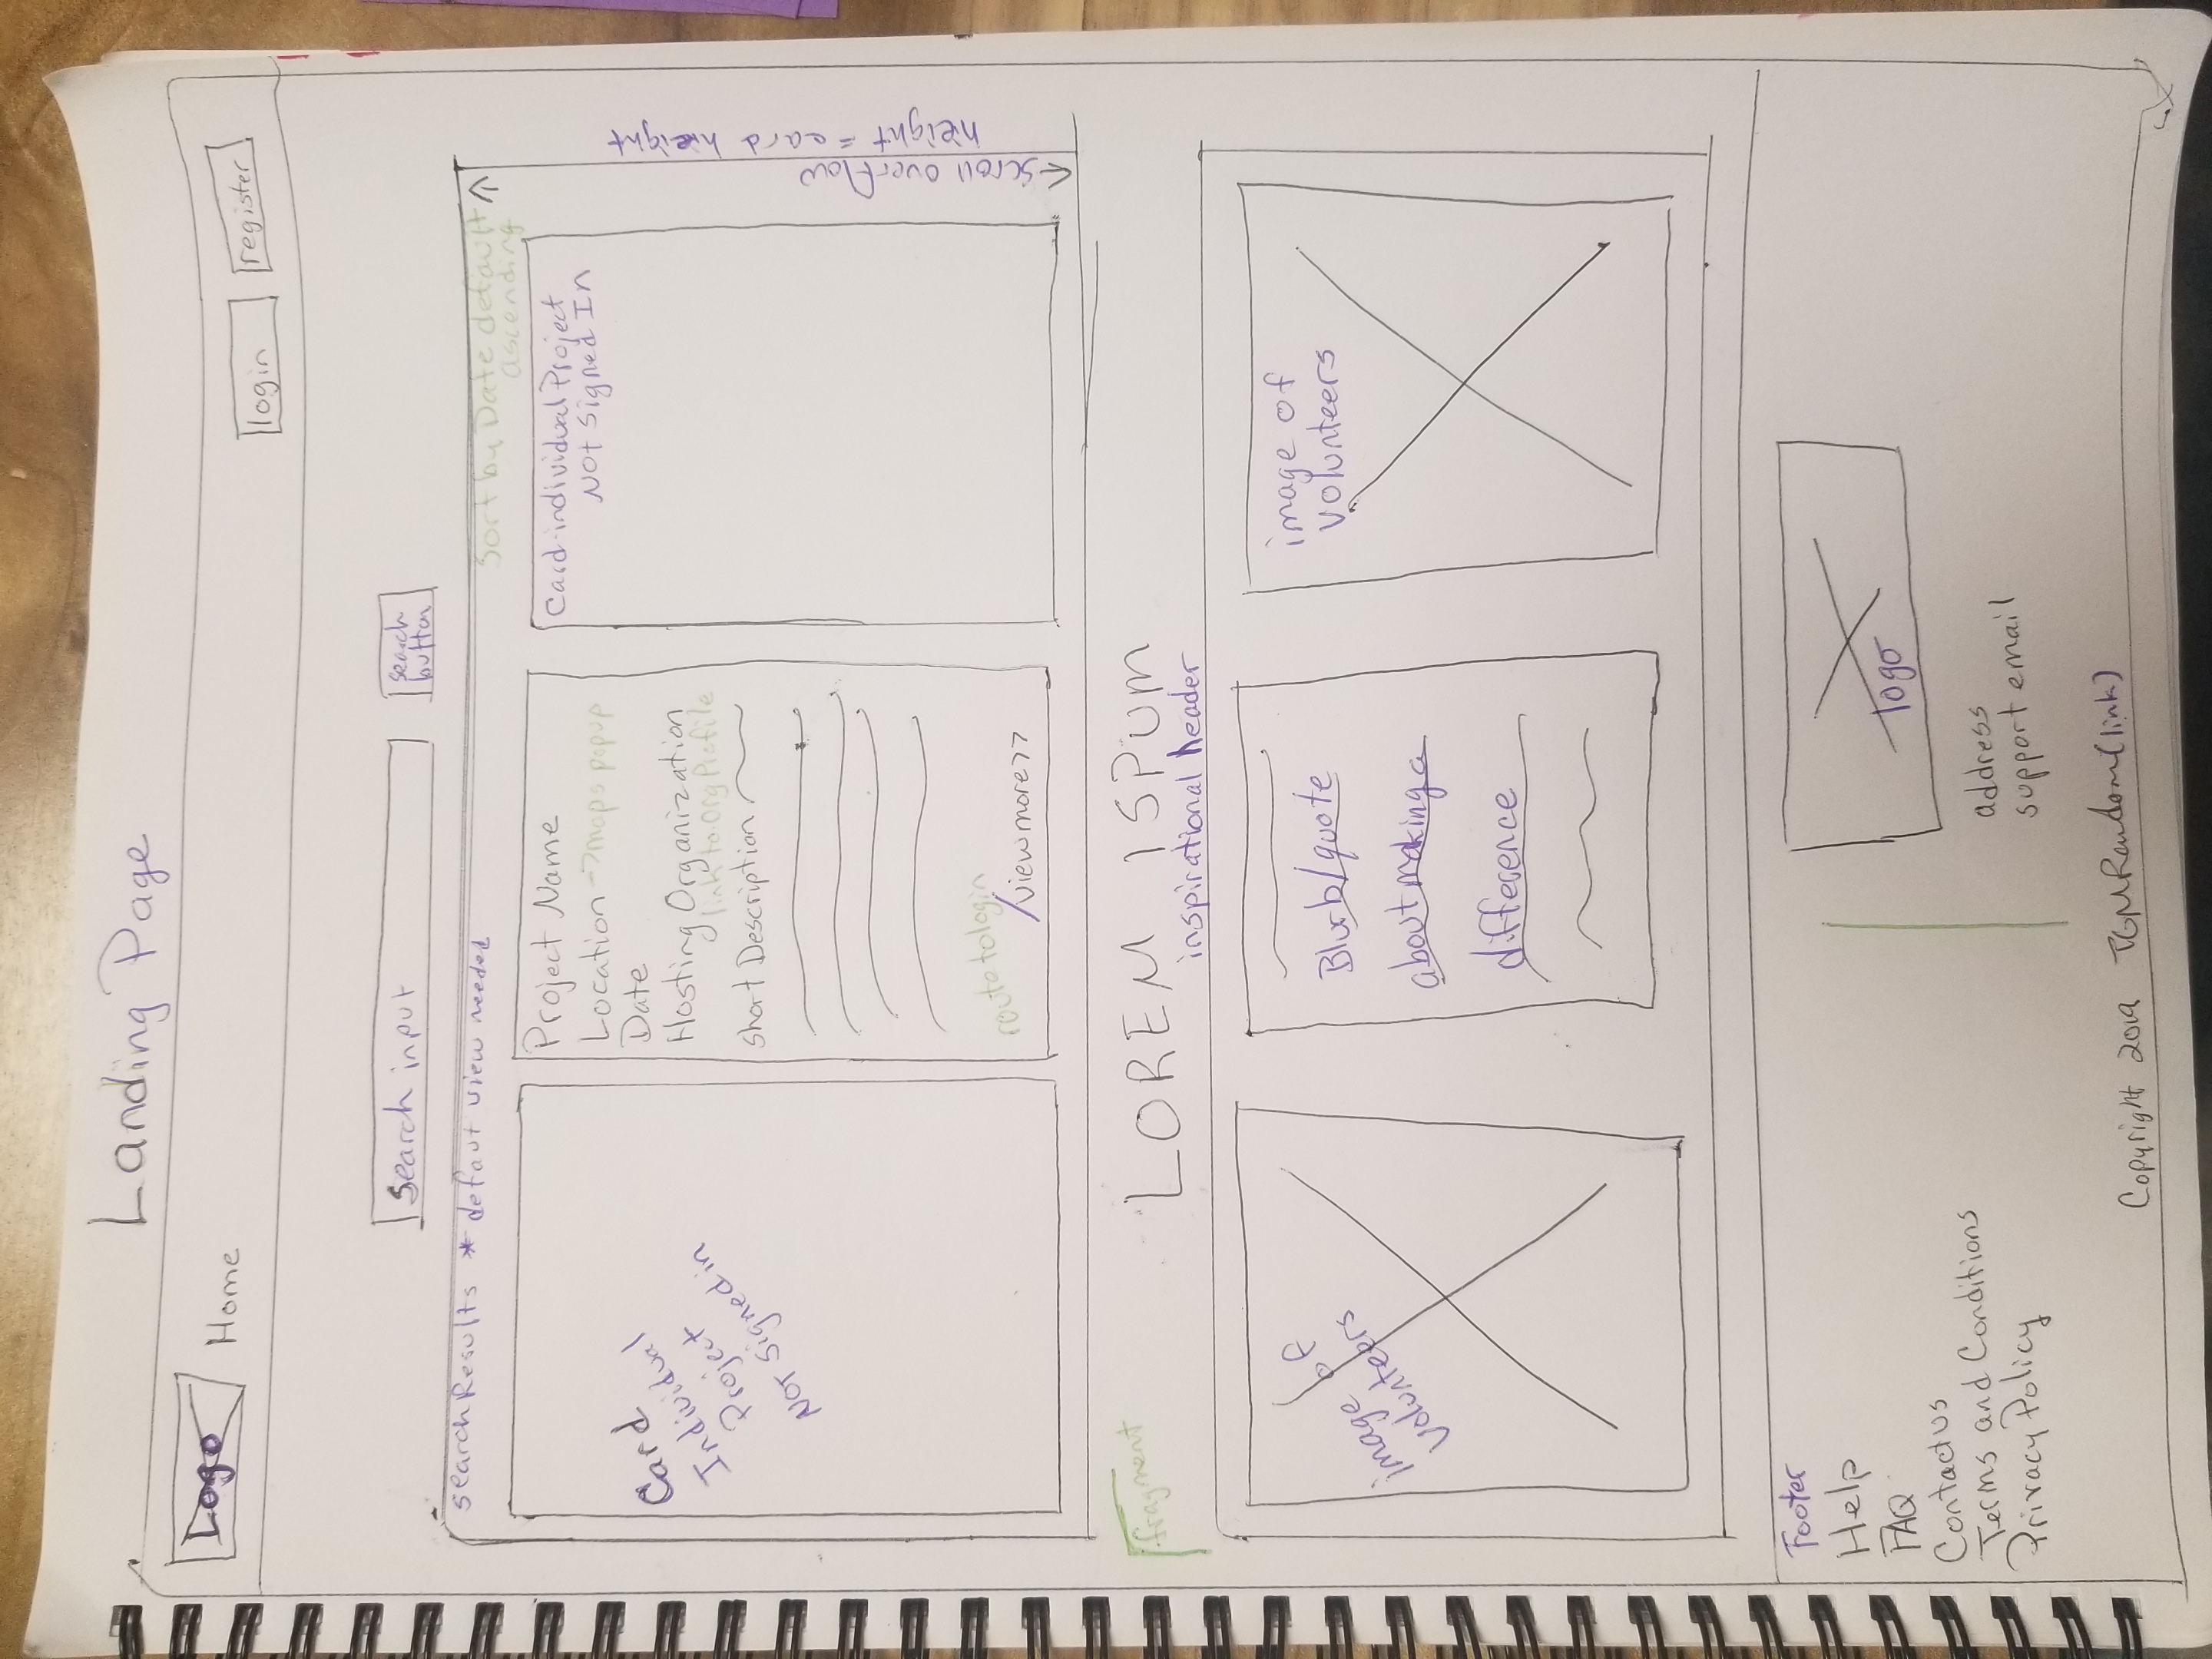 Landing Page
Logo
Home
login
register
search input
search
button
searchResults * defaut view needed
Sort by Date default
ascending
Card
Individual
Project
NOT signed in
Project Name
Location -> maps popup
Date
Hosting Organization
link to Org Profile
short Description
route to login
/view more >>
Card-individual Project
NOT Signed In
← scroll overflow →
height = card hieght
fragment
LOREM ISPUM
inspirational header
image of
volunteers
Blurb/quote
about making a
difference
image of
volunteers
Footer
Help
FAQ
Contact us
Terms and Conditions
Privacy Policy
logo
address
support email
Copyright 2019 TGMRandom (link)